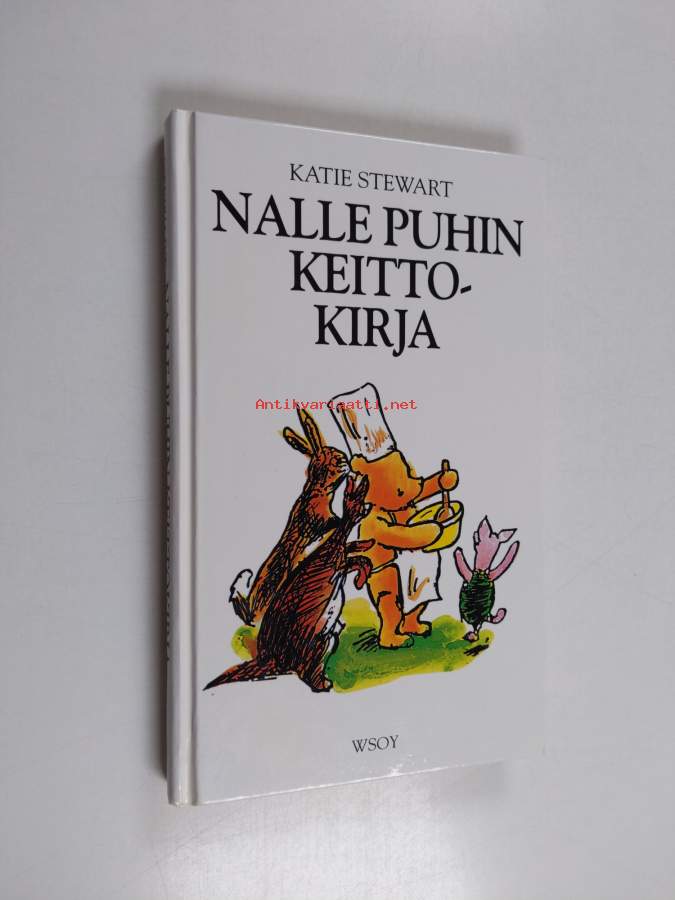 KATIE STEWART
NALLE PUHIN
KEITTO-
KIRJA
Antikvariaatti.net
WSOY